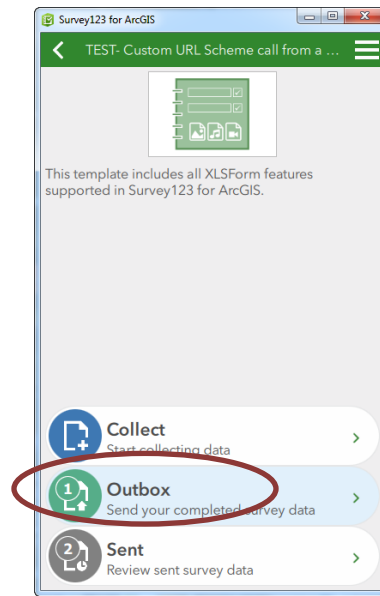 Survey123 for ArcGIS
TEST- Custom URL Scheme call from a ...
This template includes all XLSForm features
supported in Survey123 for ArcGIS.
Collect
Start collecting data
1
Outbox
Send your completed survey data
2
Sent
Review sent survey data